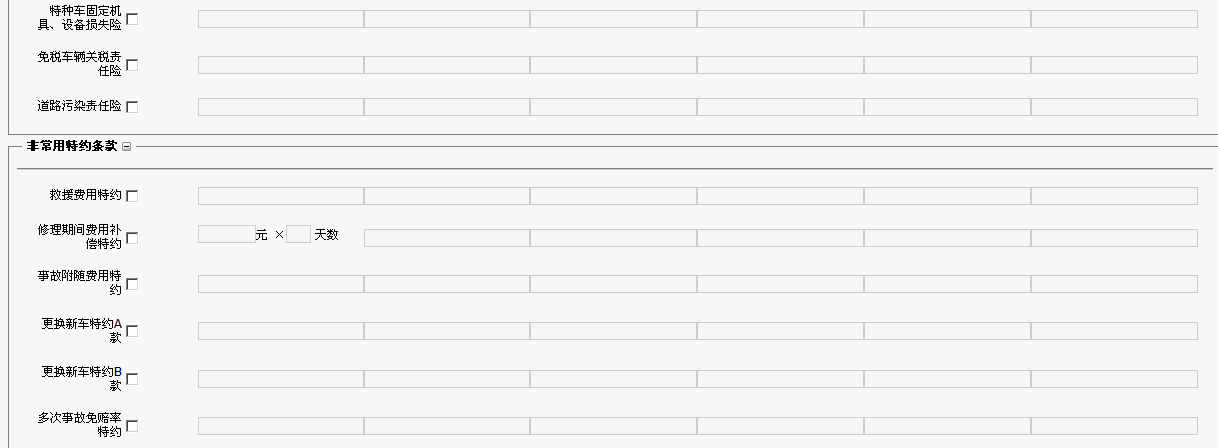 特种车固定机
具、设备损失险
免税车辆关税责
任险
道路污染责任险
非常用特约条款
救援费用特约
修理期间费用补
偿特约
元 × 天数
事故附随费用特
约
更换新车特约A
款
更换新车特约B
款
多次事故免赔率
特约